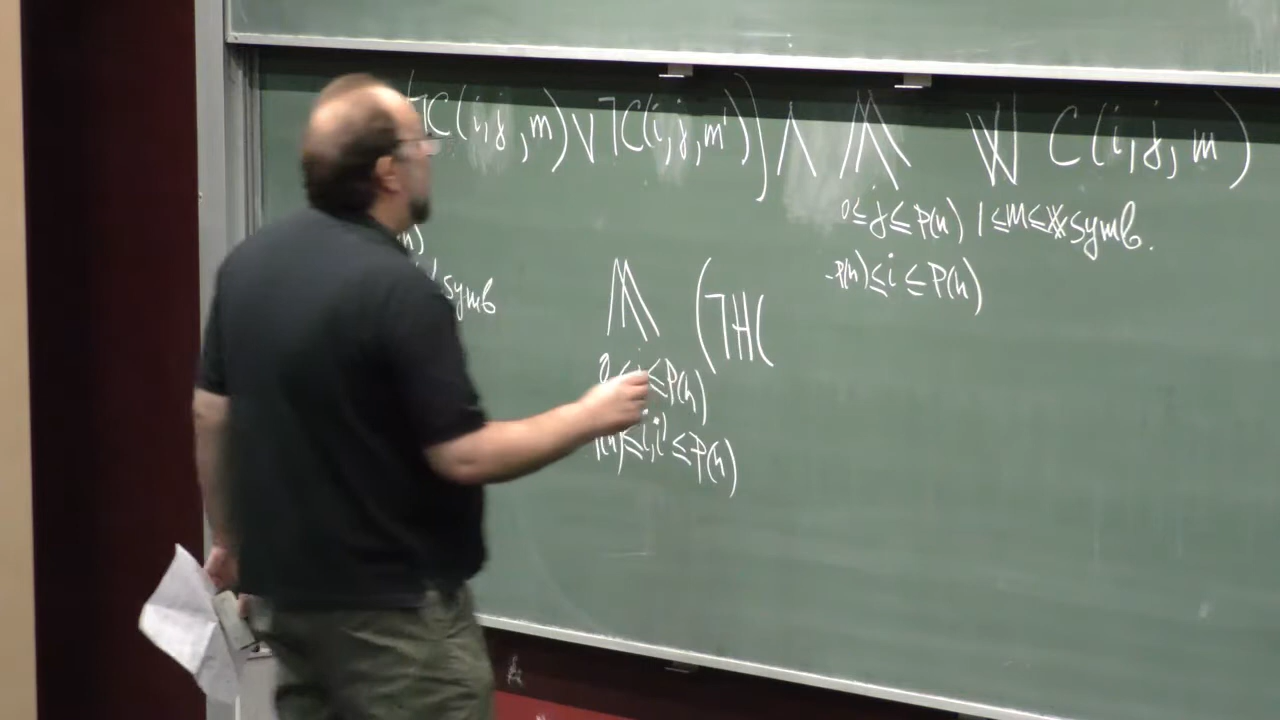 ¬C(i,j,m) ∨ ¬C(i,j,m')] ∧ ⋀ ⋁ C(i,j,m))
0≤j≤P(n) 1≤m≤#symb.
-P(n)≤i≤P(n)
n)
symb
⋀ (¬H(
0≤j≤P(n)
P(n)≤i,i'≤P(n)